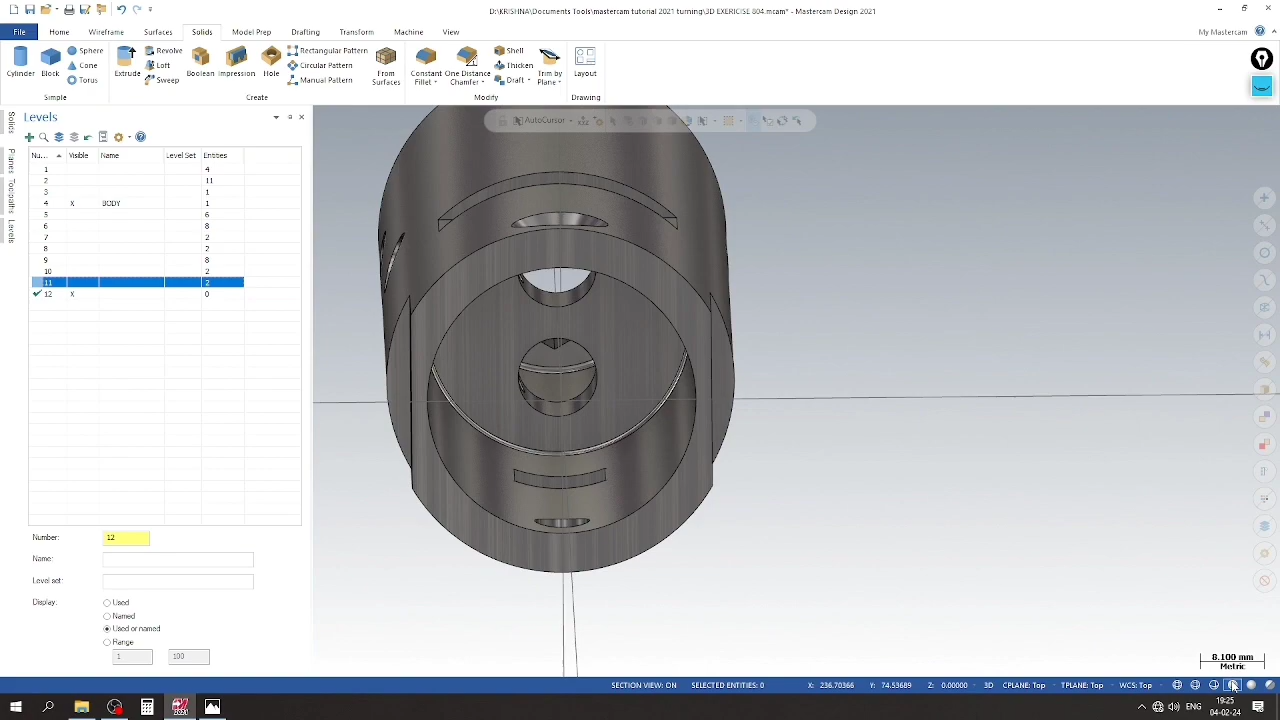 D:\KRISHNA\Documents Tools\mastercam tutorial 2021 turning\3D EXERICISE 804.mcam* - Mastercam Design 2021
File Home Wireframe Surfaces Solids Model Prep Drafting Transform Machine View My Mastercam
Sphere Revolve Rectangular Pattern Shell
Cone Loft Circular Pattern Thicken
Torus Sweep Manual Pattern Draft
Cylinder Block Extrude Boolean Impression Hole From Surfaces Constant Fillet One Distance Chamfer Trim by Plane Layout
Simple Create Modify Drawing
Solids
Planes
Toolpaths
Levels
Levels
AutoCursor
Nu... Visible Name Level Set Entities
1 4
2 11
3 1
4 X BODY 1
5 6
6 8
7 2
8 2
9 8
10 2
11 2
12 X 0
Number: 12
Name:
Level set:
Display: Used
Named
Used or named
Range
1 100
8.100 mm
Metric
SECTION VIEW: ON SELECTED ENTITIES: 0 X: 236.70366 Y: 74.53689 Z: 0.00000 3D CPLANE: Top TPLANE: Top WCS: Top
ENG
19:25
04-02-24